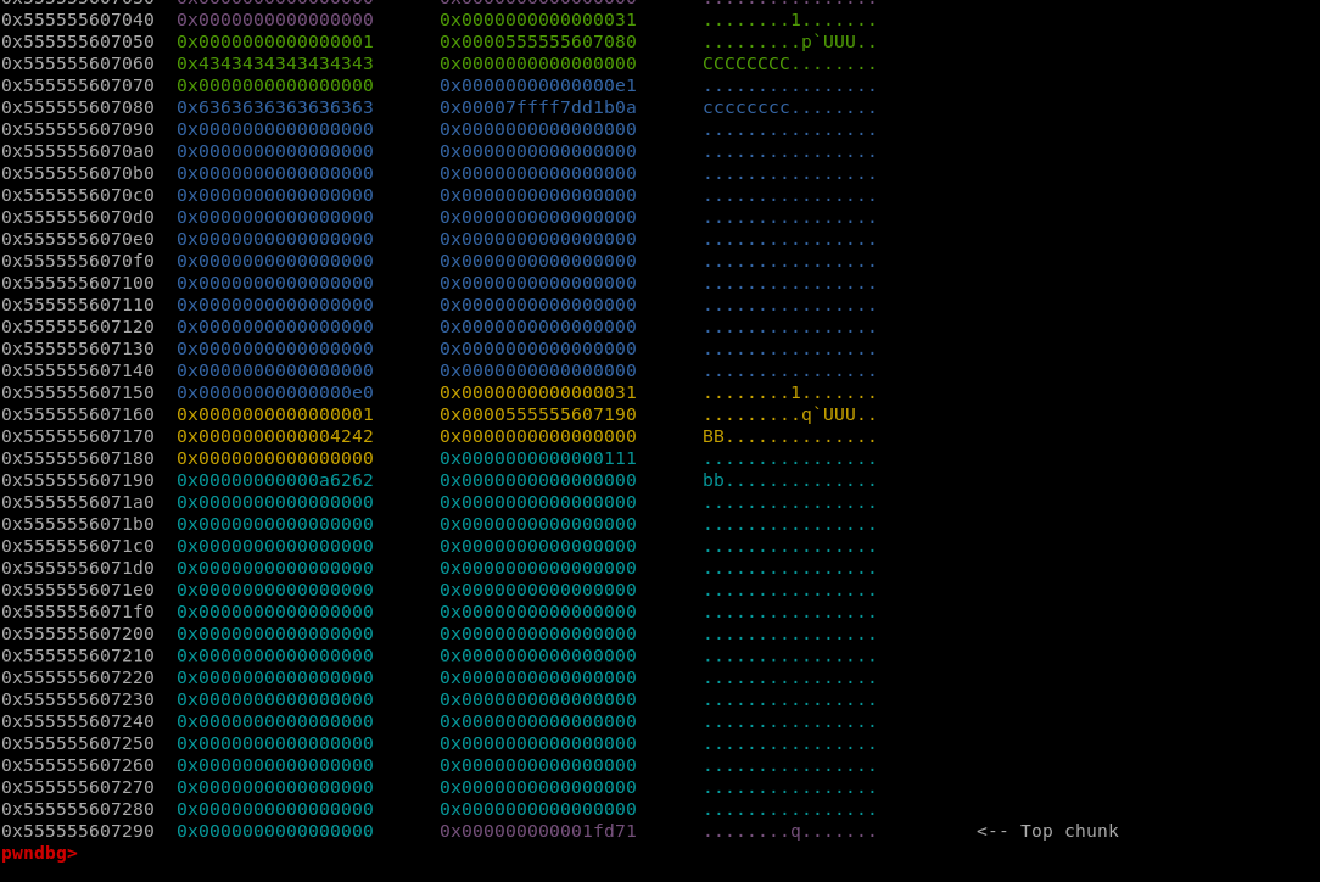 0x555555607040 0x0000000000000000 0x0000000000000031 ........1.......
0x555555607050 0x0000000000000001 0x0000555555607080 .........p`UUU..
0x555555607060 0x4343434343434343 0x0000000000000000 CCCCCCCC........
0x555555607070 0x0000000000000000 0x00000000000000e1 ................
0x555555607080 0x6363636363636363 0x00007ffff7dd1b0a cccccccc........
0x555555607090 0x0000000000000000 0x0000000000000000 ................
0x5555556070a0 0x0000000000000000 0x0000000000000000 ................
0x5555556070b0 0x0000000000000000 0x0000000000000000 ................
0x5555556070c0 0x0000000000000000 0x0000000000000000 ................
0x5555556070d0 0x0000000000000000 0x0000000000000000 ................
0x5555556070e0 0x0000000000000000 0x0000000000000000 ................
0x5555556070f0 0x0000000000000000 0x0000000000000000 ................
0x555555607100 0x0000000000000000 0x0000000000000000 ................
0x555555607110 0x0000000000000000 0x0000000000000000 ................
0x555555607120 0x0000000000000000 0x0000000000000000 ................
0x555555607130 0x0000000000000000 0x0000000000000000 ................
0x555555607140 0x0000000000000000 0x0000000000000000 ................
0x555555607150 0x00000000000000e0 0x0000000000000031 ........1.......
0x555555607160 0x0000000000000001 0x0000555555607190 .........q`UUU..
0x555555607170 0x0000000000004242 0x0000000000000000 BB..............
0x555555607180 0x0000000000000000 0x0000000000000111 ................
0x555555607190 0x00000000000a6262 0x0000000000000000 bb..............
0x5555556071a0 0x0000000000000000 0x0000000000000000 ................
0x5555556071b0 0x0000000000000000 0x0000000000000000 ................
0x5555556071c0 0x0000000000000000 0x0000000000000000 ................
0x5555556071d0 0x0000000000000000 0x0000000000000000 ................
0x5555556071e0 0x0000000000000000 0x0000000000000000 ................
0x5555556071f0 0x0000000000000000 0x0000000000000000 ................
0x555555607200 0x0000000000000000 0x0000000000000000 ................
0x555555607210 0x0000000000000000 0x0000000000000000 ................
0x555555607220 0x0000000000000000 0x0000000000000000 ................
0x555555607230 0x0000000000000000 0x0000000000000000 ................
0x555555607240 0x0000000000000000 0x0000000000000000 ................
0x555555607250 0x0000000000000000 0x0000000000000000 ................
0x555555607260 0x0000000000000000 0x0000000000000000 ................
0x555555607270 0x0000000000000000 0x0000000000000000 ................
0x555555607280 0x0000000000000000 0x0000000000000000 ................
0x555555607290 0x0000000000000000 0x000000000001fd71 ........q....... <-- Top chunk
pwndbg>